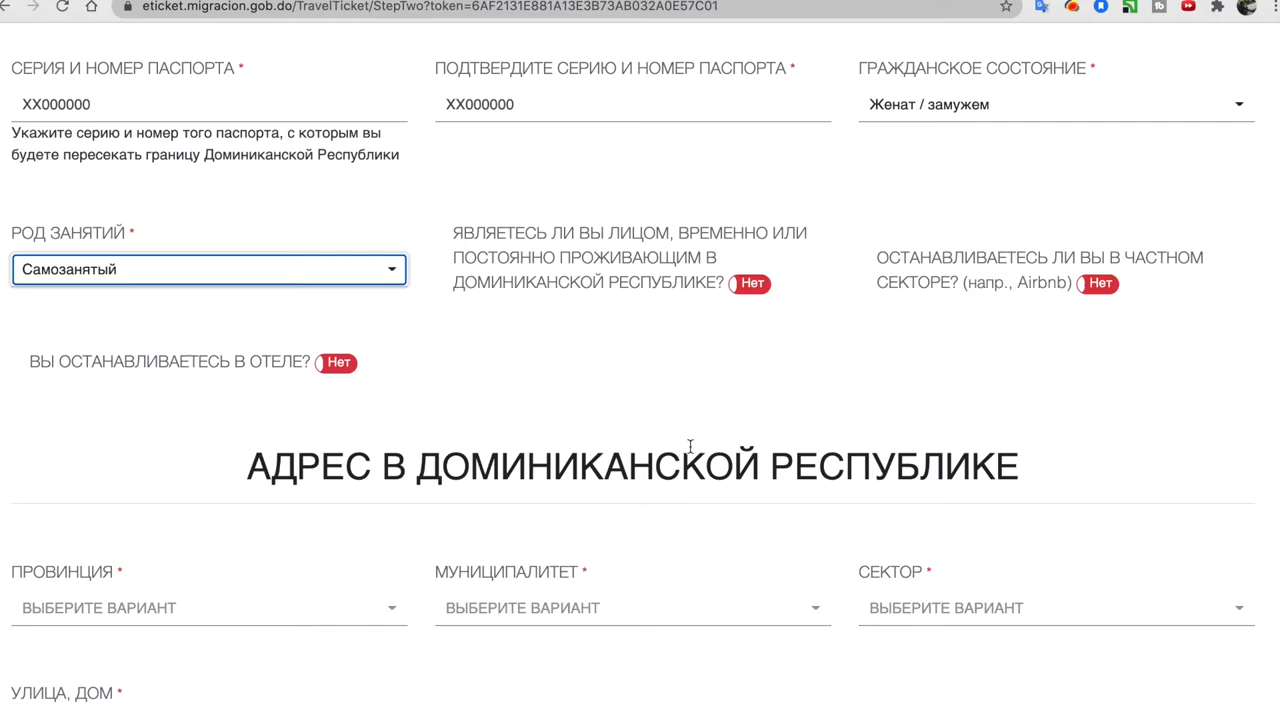 eticket.migracion.gob.do/TravelTicket/StepTwo?token=6AF2131E881A13E3B73AB032A0E57C01
СЕРИЯ И НОМЕР ПАСПОРТА *
XX000000
Укажите серию и номер того паспорта, с которым вы
будете пересекать границу Доминиканской Республики
ПОДТВЕРДИТЕ СЕРИЮ И НОМЕР ПАСПОРТА *
XX000000
ГРАЖДАНСКОЕ СОСТОЯНИЕ *
Женат / замужем
РОД ЗАНЯТИЙ *
Самозанятый
ЯВЛЯЕТЕСЬ ЛИ ВЫ ЛИЦОМ, ВРЕМЕННО ИЛИ
ПОСТОЯННО ПРОЖИВАЮЩИМ В
ДОМИНИКАНСКОЙ РЕСПУБЛИКЕ? Нет
ОСТАНАВЛИВАЕТЕСЬ ЛИ ВЫ В ЧАСТНОМ
СЕКТОРЕ? (напр., Airbnb) Нет
ВЫ ОСТАНАВЛИВАЕТЕСЬ В ОТЕЛЕ? Нет
АДРЕС В ДОМИНИКАНСКОЙ РЕСПУБЛИКЕ
ПРОВИНЦИЯ *
ВЫБЕРИТЕ ВАРИАНТ
МУНИЦИПАЛИТЕТ *
ВЫБЕРИТЕ ВАРИАНТ
СЕКТОР *
ВЫБЕРИТЕ ВАРИАНТ
УЛИЦА, ДОМ *